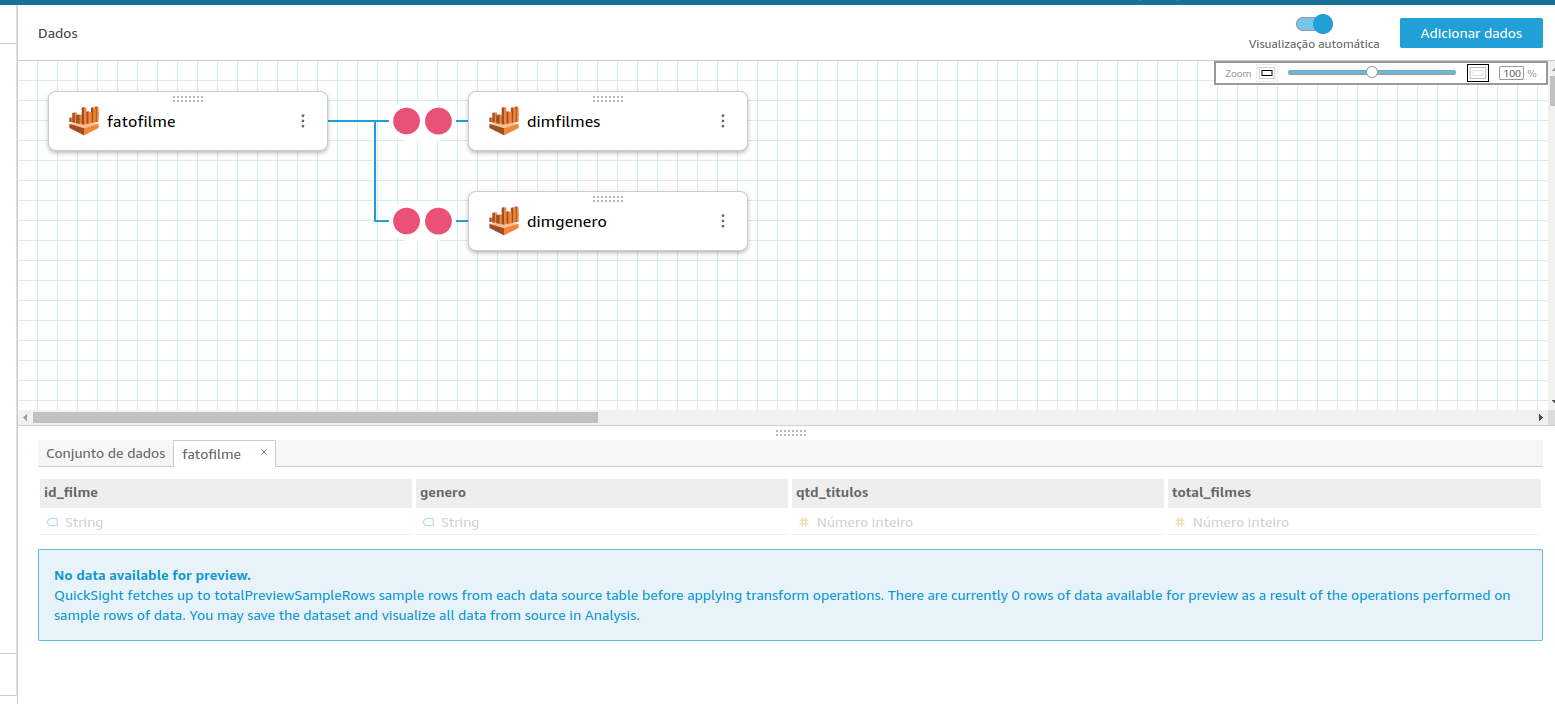 Dados
Visualização automática
Adicionar dados
Zoom
100 %
fatofilme
dimfilmes
dimgenero
Conjunto de dados
fatofilme ×
id_filme
genero
qtd_titulos
total_filmes
String
String
# Número inteiro
# Número inteiro
No data available for preview.
QuickSight fetches up to totalPreviewSampleRows sample rows from each data source table before applying transform operations. There are currently 0 rows of data available for preview as a result of the operations performed on
sample rows of data. You may save the dataset and visualize all data from source in Analysis.